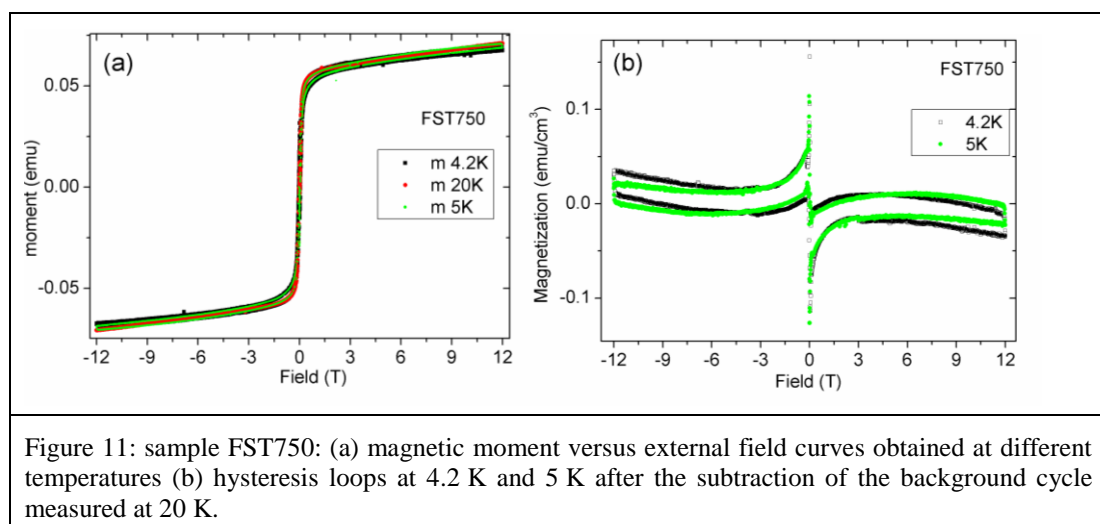 (a)
FST750
m 4.2K
m 20K
m 5K
moment (emu)
0.05
0.00
-0.05
-12 -9 -6 -3 0 3 6 9 12
Field (T)
(b)
FST750
4.2K
5K
Magnetization (emu/cm³)
0.1
0.0
-0.1
-12 -9 -6 -3 0 3 6 9 12
Field (T)
Figure 11: sample FST750: (a) magnetic moment versus external field curves obtained at different
temperatures (b) hysteresis loops at 4.2 K and 5 K after the subtraction of the background cycle
measured at 20 K.